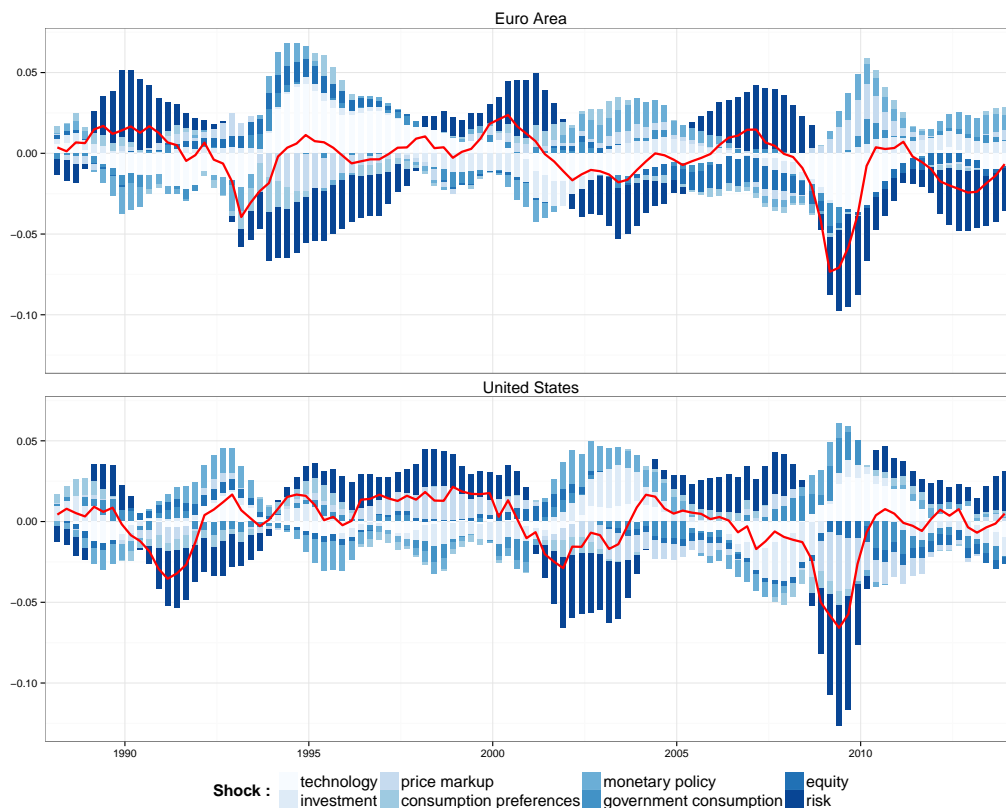 Euro Area
0.05
0.00
−0.05
−0.10
United States
0.05
0.00
−0.05
−0.10
1990 1995 2000 2005 2010
Shock : technology price markup monetary policy equity
investment consumption preferences government consumption risk